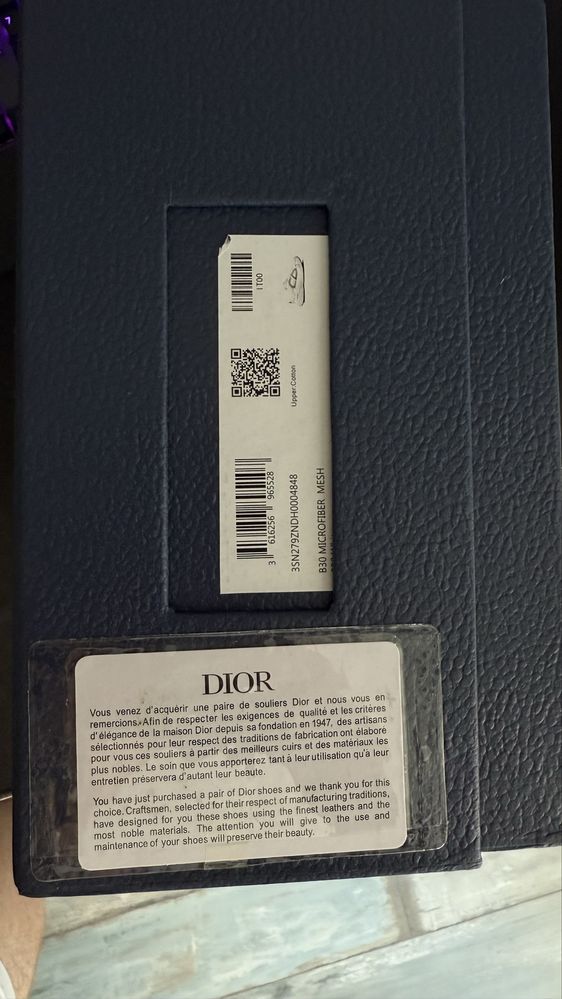 IT00
Upper:Cotton
3 616256 965528
3SN279ZNDH0004848
B30 MICROFIBER MESH
DIOR
Vous venez d'acquérir une paire de souliers Dior et nous vous en
remercions. Afin de respecter les exigences de qualité et les critères
d'élégance de la maison Dior depuis sa fondation en 1947, des artisans
sélectionnés pour leur respect des traditions de fabrication ont élaboré
pour vous ces souliers à partir des meilleurs cuirs et des matériaux les
plus nobles. Le soin que vous apporterez tant à leur utilisation qu'à leur
entretien préservera d'autant leur beauté.
You have just purchased a pair of Dior shoes and we thank you for this
choice. Craftsmen, selected for their respect of manufacturing traditions,
have designed for you these shoes using the finest leathers and the
most noble materials. The attention you will give to the use and
maintenance of your shoes will preserve their beauty.